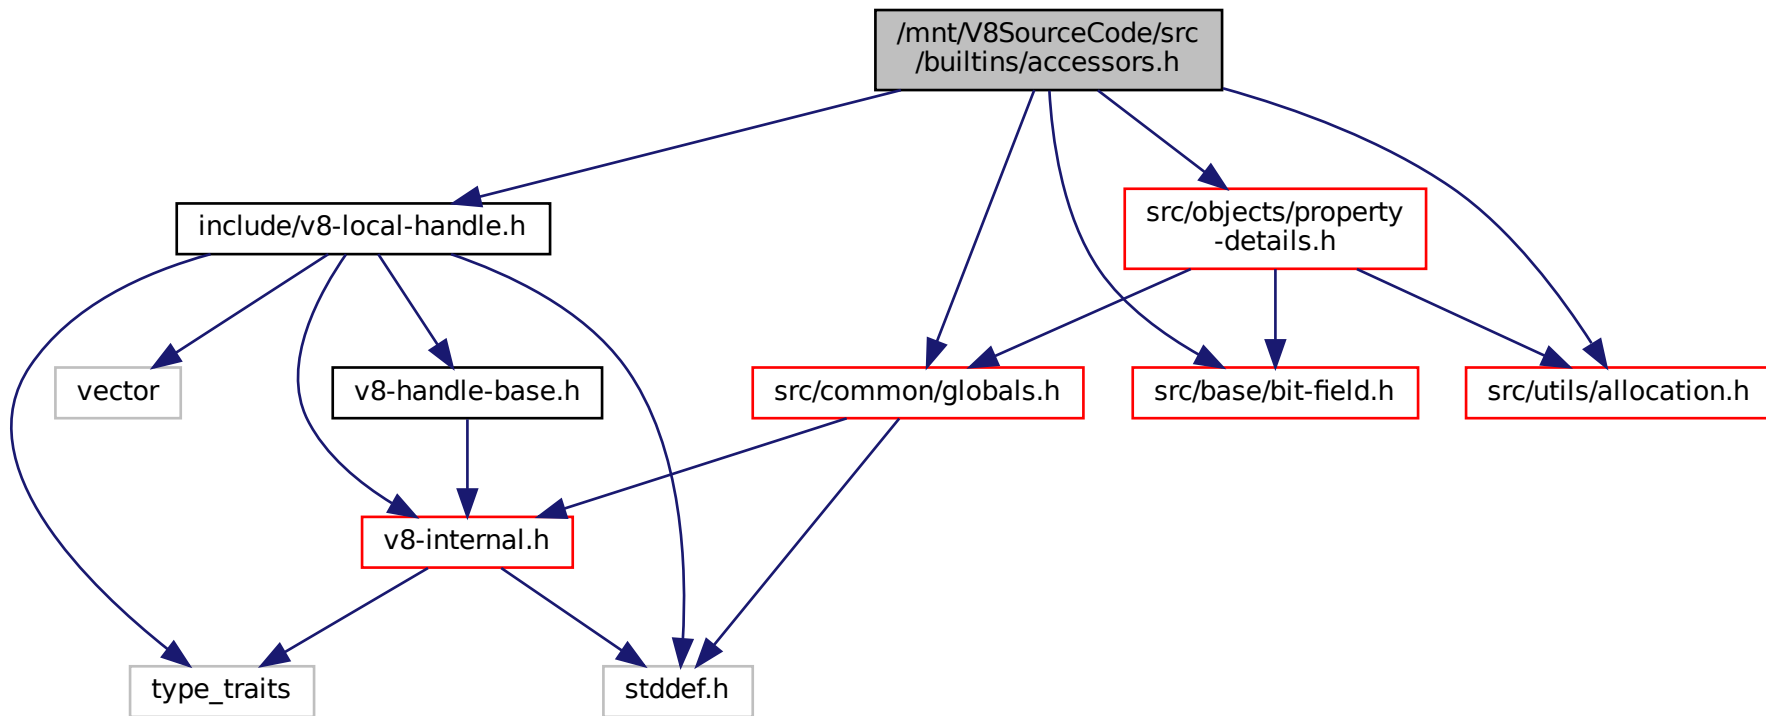 /mnt/V8SourceCode/src
/builtins/accessors.h
include/v8-local-handle.h
src/objects/property
-details.h
vector
v8-handle-base.h
src/common/globals.h
src/base/bit-field.h
src/utils/allocation.h
v8-internal.h
type_traits
stddef.h